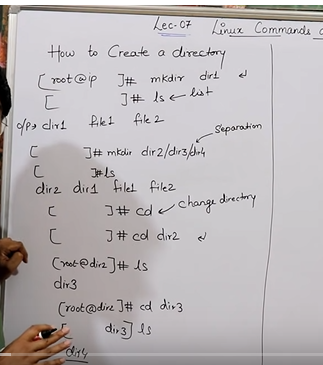 Lec-07 Linux Commands
How to Create a directory
[root@ip ]# mkdir dir1 ↵
[ ]# ls ← list
o/p→ dir1 file1 file2
Separation
[ ]# mkdir dir2/dir3/dir4
[ ]# ls
dir2 dir1 file1 file2
[ ]# cd ← change directory
[ ]# cd dir2 ↵
[root@dir2]# ls
dir3
[root@dir2]# cd dir3
[ dir3] ls
dir4